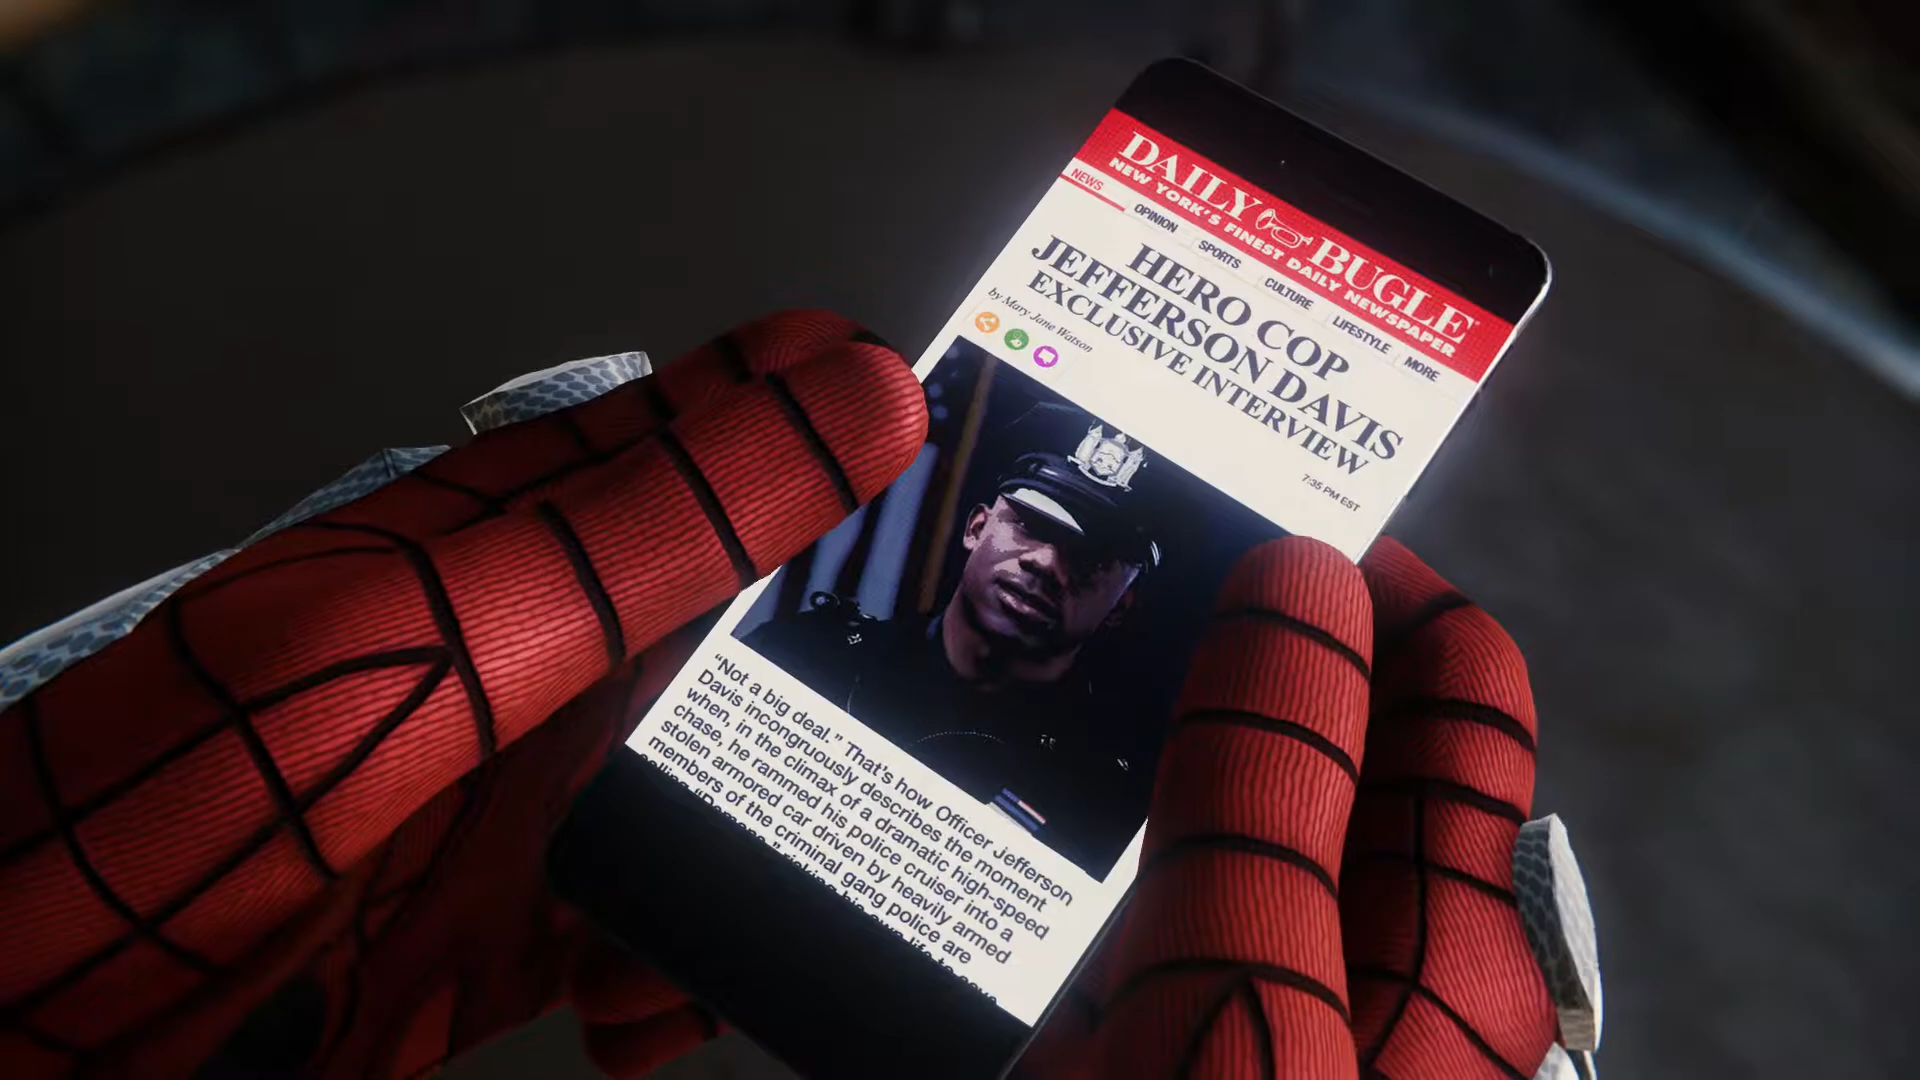 DAILY BUGLE
NEW YORK'S FINEST DAILY NEWSPAPER
NEWS OPINION SPORTS CULTURE LIFESTYLE MORE
HERO COP
JEFFERSON DAVIS
EXCLUSIVE INTERVIEW
by Mary Jane Watson
7:35 PM EST
“Not a big deal.” That's how Officer Jefferson
Davis incongruously describes the moment
when, in the climax of a dramatic high-speed
chase, he rammed his police cruiser into a
stolen armored car driven by heavily armed
members of the criminal gang police are